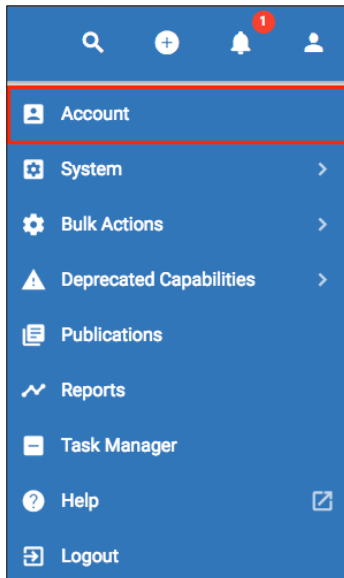 1
Account
System
Bulk Actions
Deprecated Capabilities
Publications
Reports
Task Manager
Help
Logout